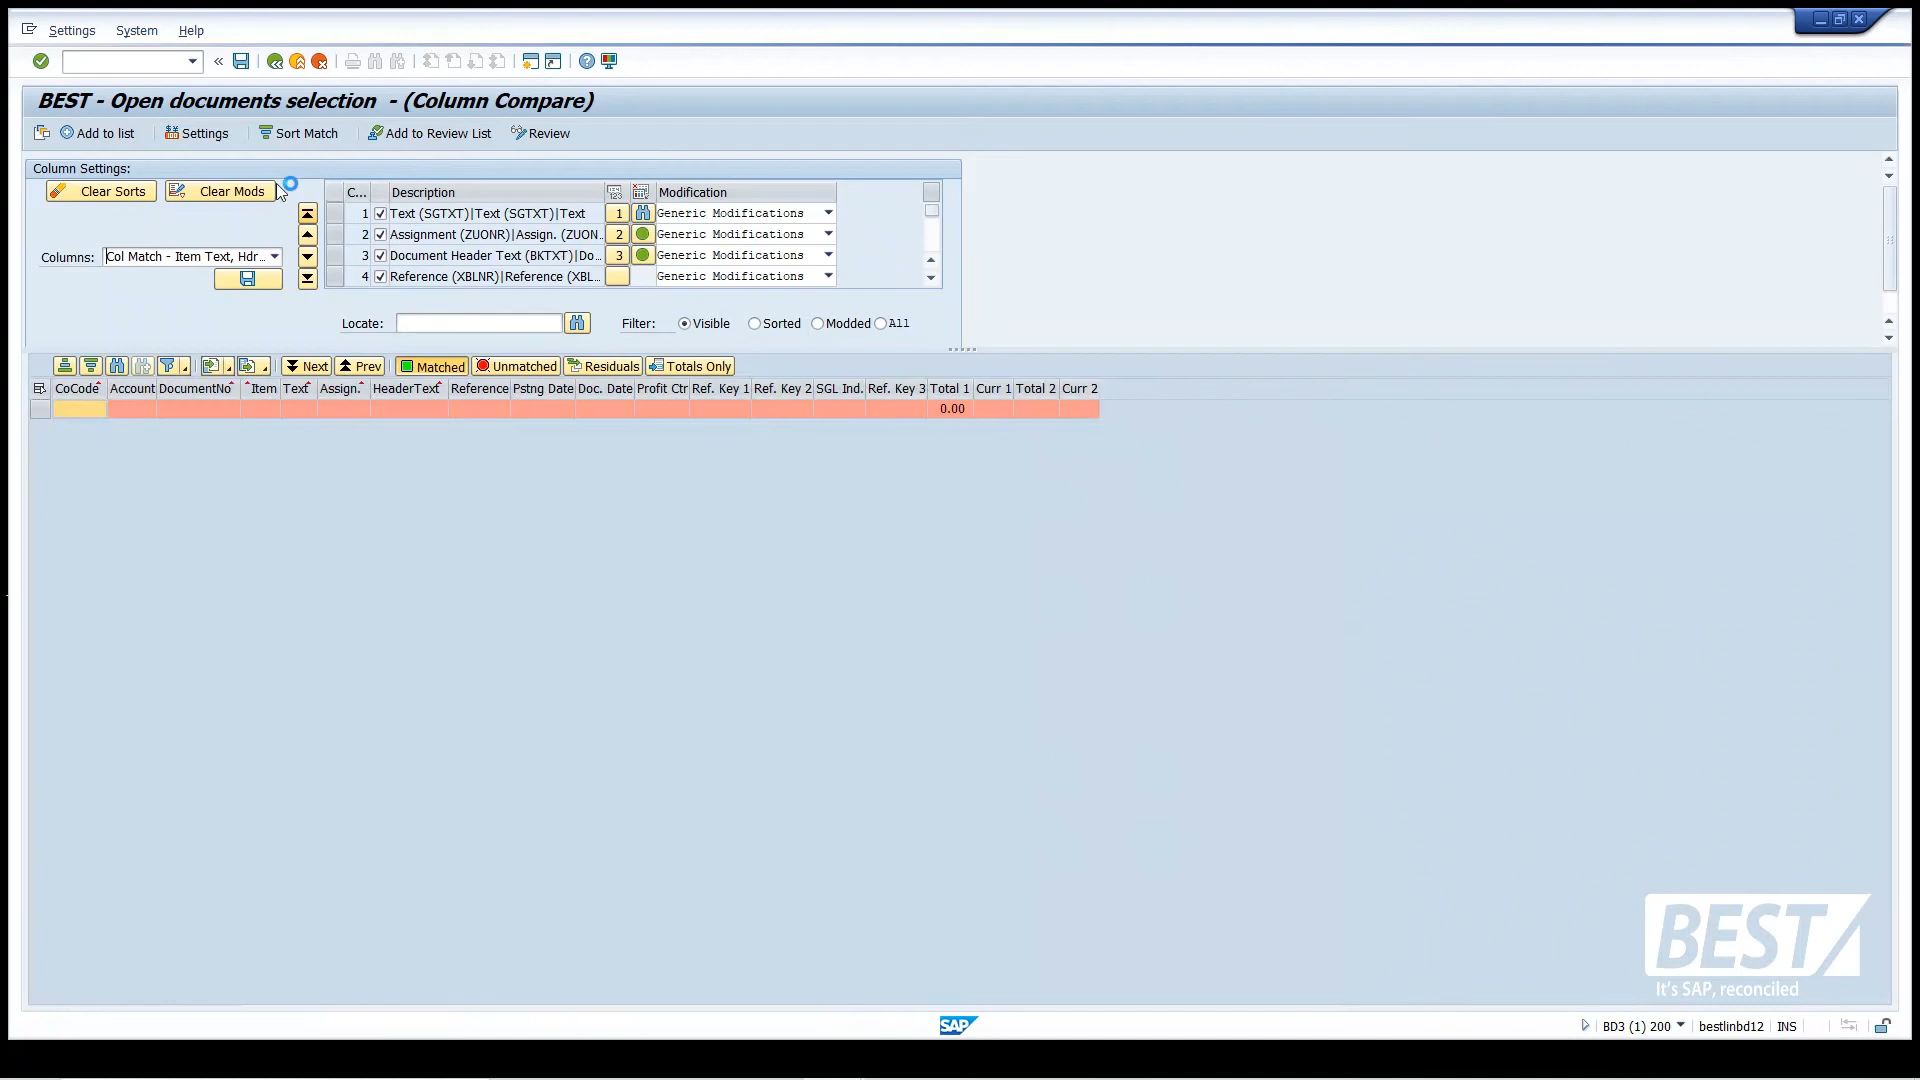 Settings System Help
«
BEST - Open documents selection - (Column Compare)
Add to list Settings Sort Match Add to Review List Review
Column Settings:
Clear Sorts Clear Mods C... Description Modification
1 Text (SGTXT)|Text (SGTXT)|Text 1 Generic Modifications
2 Assignment (ZUONR)|Assign. (ZUON... 2 Generic Modifications
Columns: Col Match - Item Text, Hdr... 3 Document Header Text (BKTXT)|Do... 3 Generic Modifications
4 Reference (XBLNR)|Reference (XBL... Generic Modifications
Locate: Filter: Visible Sorted Modded All
Next Prev Matched Unmatched Residuals Totals Only
CoCode Account DocumentNo Item Text Assign. HeaderText Reference Pstng Date Doc. Date Profit Ctr Ref. Key 1 Ref. Key 2 SGL Ind. Ref. Key 3 Total 1 Curr 1 Total 2 Curr 2
0.00
BEST
It's SAP, reconciled
SAP
BD3 (1) 200 bestlinbd12 INS